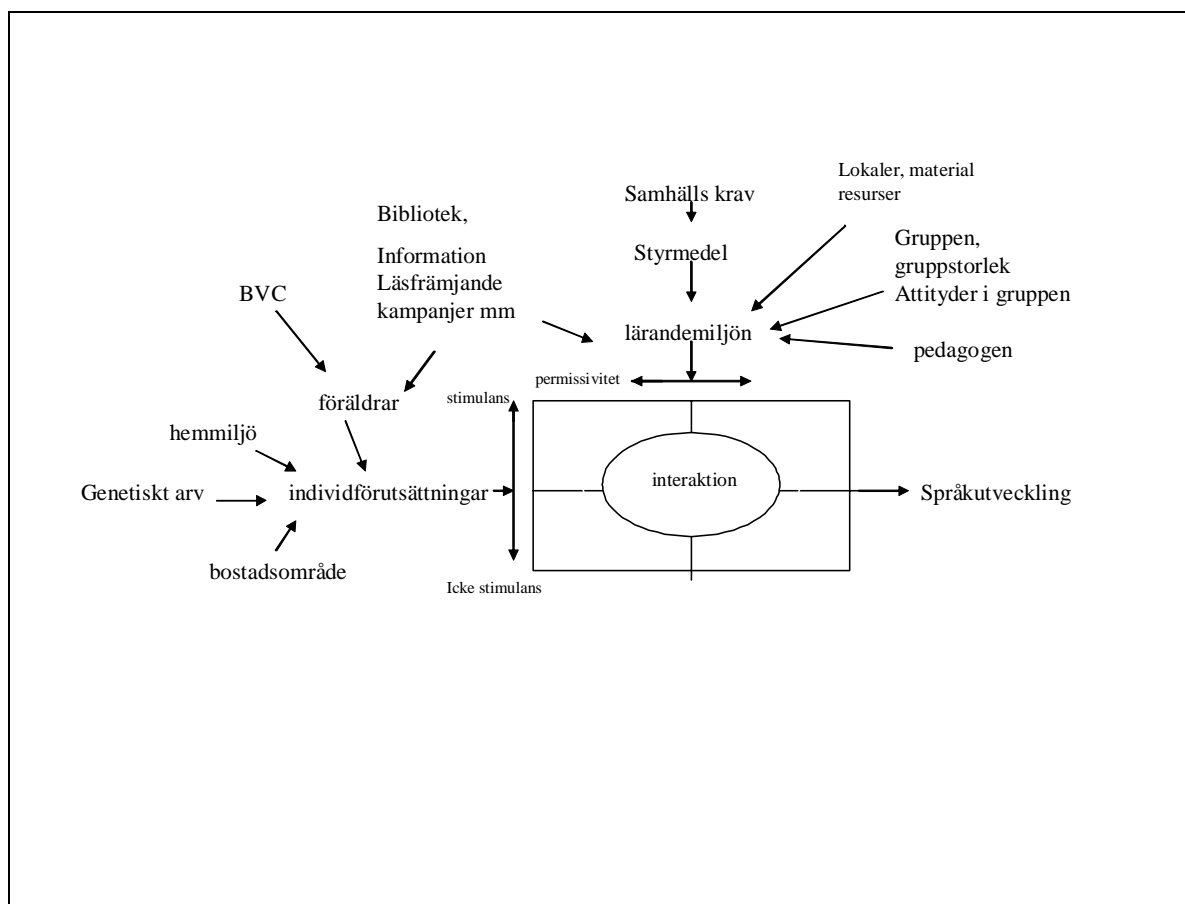 Lokaler, material
resurser
Samhälls krav
Bibliotek,
Information
Läsfrämjande
kampanjer mm
Styrmedel
Gruppen,
gruppstorlek
Attityder i gruppen
BVC
lärandemiljön
pedagogen
permissivitet
föräldrar
stimulans
hemmiljö
Genetiskt arv
individförutsättningar
interaktion
Språkutveckling
bostadsområde
Icke stimulans